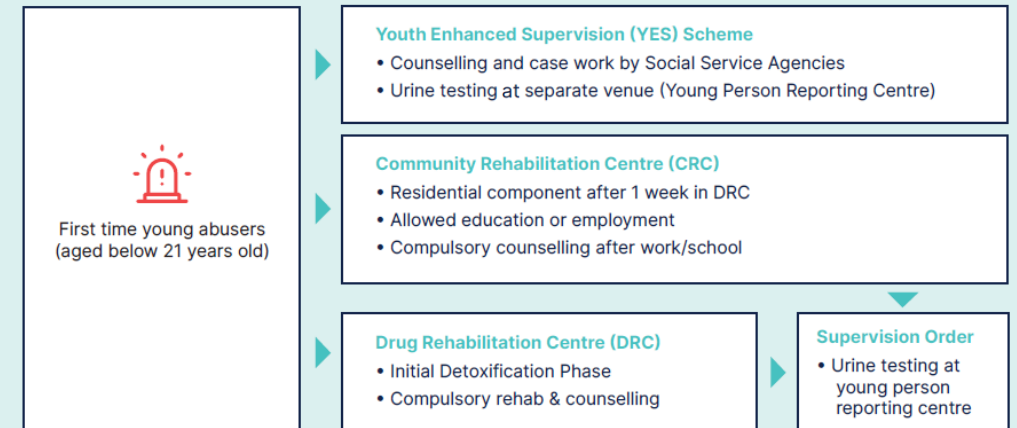 First time young abusers
(aged below 21 years old)
Youth Enhanced Supervision (YES) Scheme
• Counselling and case work by Social Service Agencies
• Urine testing at separate venue (Young Person Reporting Centre)
Community Rehabilitation Centre (CRC)
• Residential component after 1 week in DRC
• Allowed education or employment
• Compulsory counselling after work/school
Drug Rehabilitation Centre (DRC)
• Initial Detoxification Phase
• Compulsory rehab & counselling
Supervision Order
• Urine testing at
young person
reporting centre